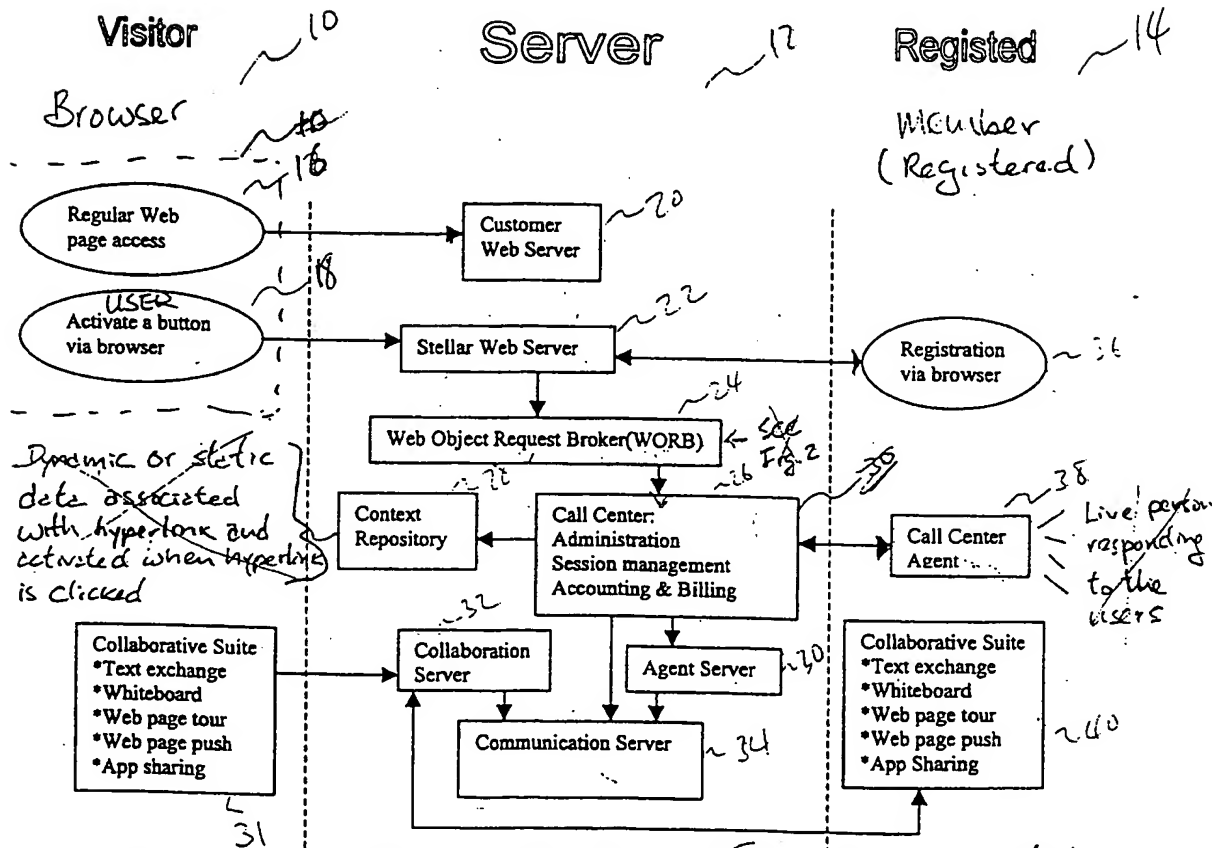 Visitor
10
Server
12
Registed
14
Browser
10
Member
(Registered)
16
Regular Web
page access
Customer
Web Server
20
18
USER
Activate a button
via browser
22
Stellar Web Server
Registration
via browser
36
24
Web Object Request Broker(WORB)
← see
Fig. 2
Dynamic or static
data associated
with hyperlink and
activated when hyperlink
is clicked
28
Context
Repository
26
30
Call Center:
Administration
Session management
Accounting & Billing
38
Call Center
Agent
Live person
responding
to the
users
Collaborative Suite
*Text exchange
*Whiteboard
*Web page tour
*Web page push
*App sharing
31
32
Collaboration
Server
Agent Server
30
Communication Server
34
Collaborative Suite
*Text exchange
*Whiteboard
*Web page tour
*Web page push
*App Sharing
40